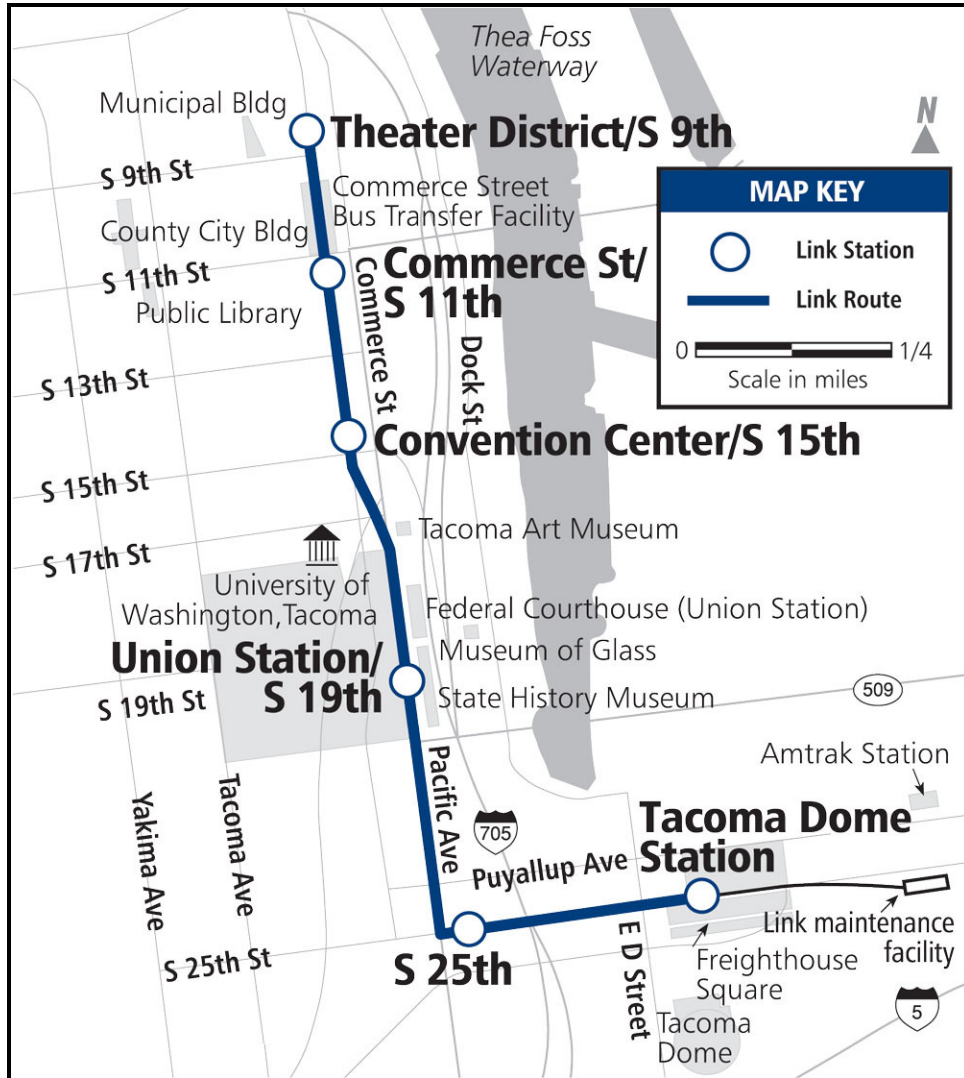 Thea Foss
Waterway
Municipal Bldg
N
Theater District/S 9th
S 9th St
MAP KEY
Commerce Street
Bus Transfer Facility
Link Station
County City Bldg
Commerce St/
S 11th
S 11th St
Link Route
Public Library
Commerce St
Dock St
0
1/4
Scale in miles
S 13th St
Convention Center/S 15th
S 15th St
Tacoma Art Museum
S 17th St
University of
Washington,Tacoma
Federal Courthouse (Union Station)
Museum of Glass
Union Station/
S 19th
State History Museum
509
S 19th St
Amtrak Station
Pacific Ave
Tacoma Ave
Yakima Ave
705
Tacoma Dome
Station
Puyallup Ave
Link maintenance
facility
E D Street
S 25th
S 25th St
Freighthouse
Square
5
Tacoma
Dome